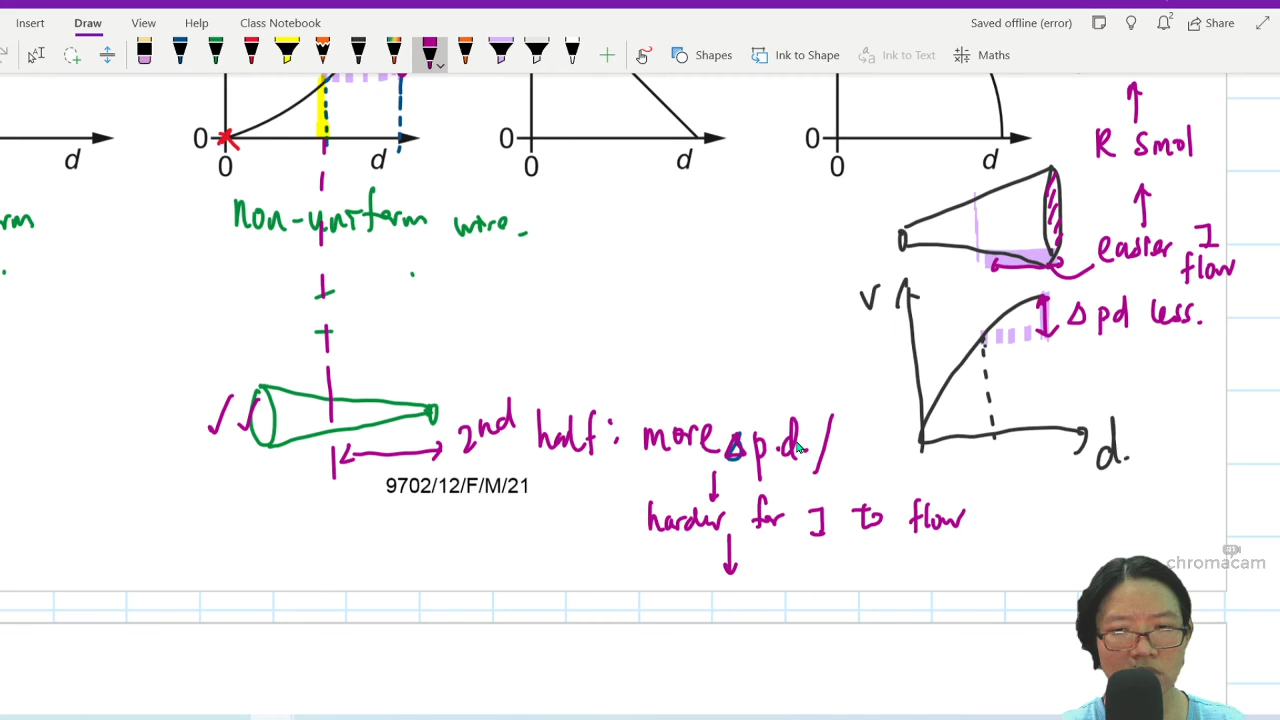 Insert Draw View Help Class Notebook Saved offline (error) Share
Shapes Ink to Shape Ink to Text Maths
0 0 0
d 0 d 0 d 0 d
R smol
non-uniform wire.
easier I flow
V
Δ pd less.
d.
2nd half: more Δp.d./
9702/12/F/M/21
harder for I to flow
chromacam